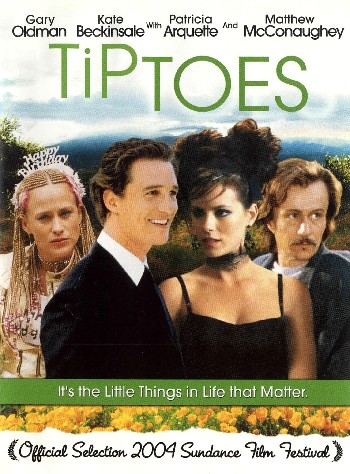 Gary Oldman Kate Beckinsale With Patricia Arquette And Matthew McConaughey
TiPTOES
Happy Birthday
It's the Little Things in Life that Matter.
Official Selection 2004 Sundance Film Festival